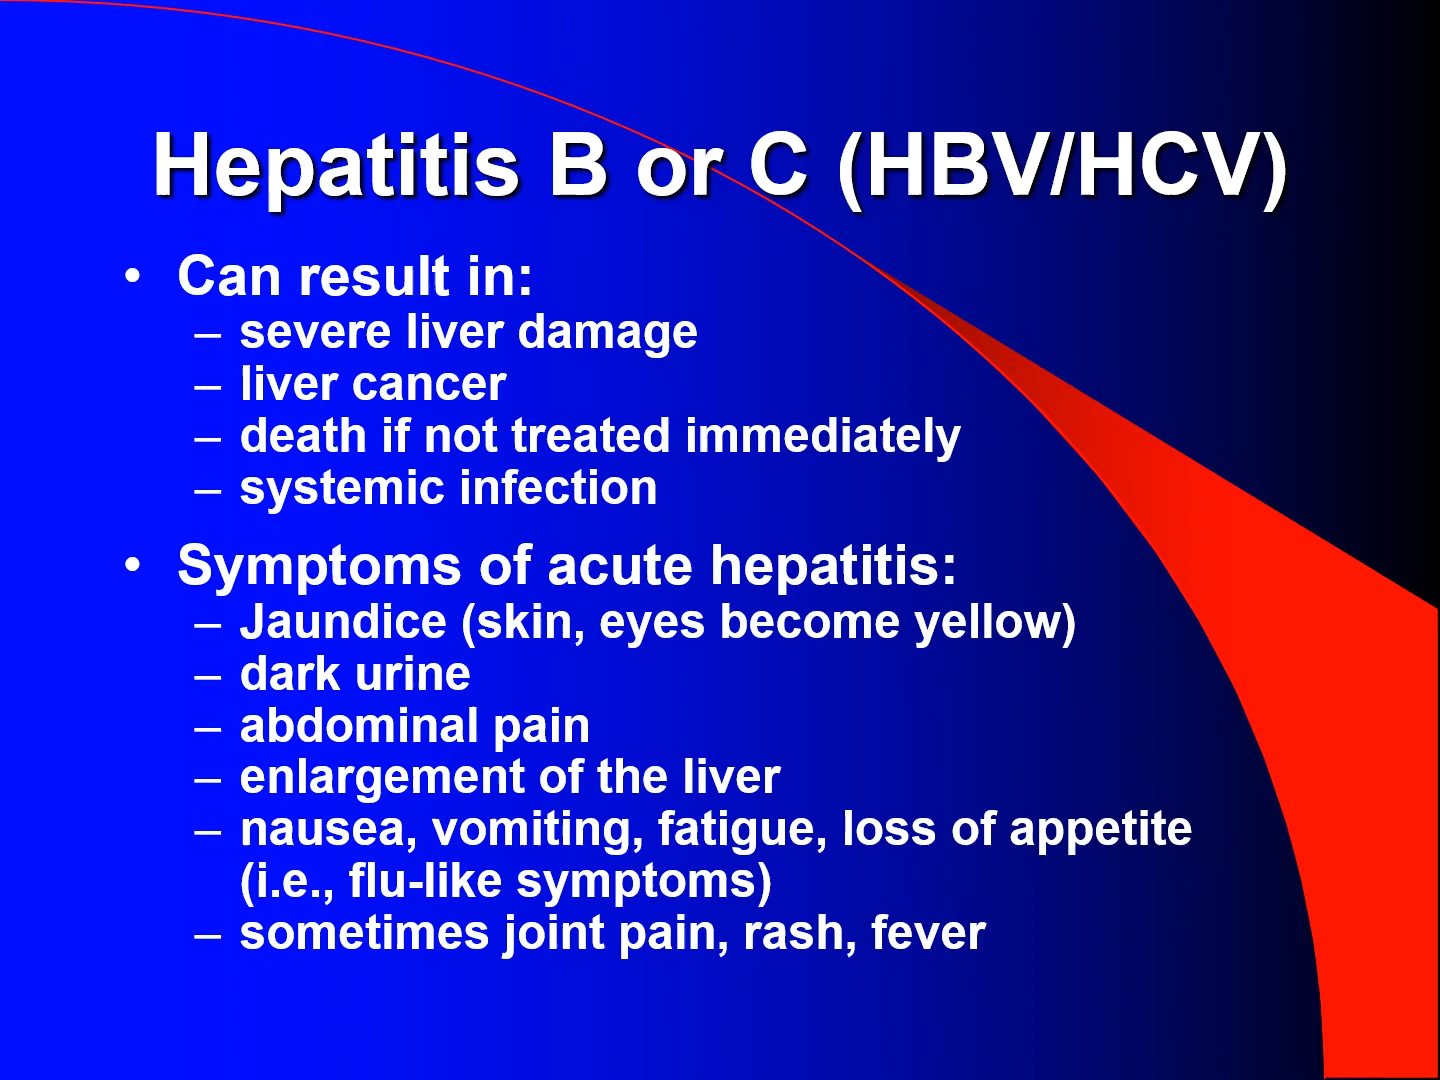 Hepatitis B or C (HBV/HCV)
• Can result in:
– severe liver damage
– liver cancer
– death if not treated immediately
– systemic infection
• Symptoms of acute hepatitis:
– Jaundice (skin, eyes become yellow)
– dark urine
– abdominal pain
– enlargement of the liver
– nausea, vomiting, fatigue, loss of appetite
(i.e., flu-like symptoms)
– sometimes joint pain, rash, fever